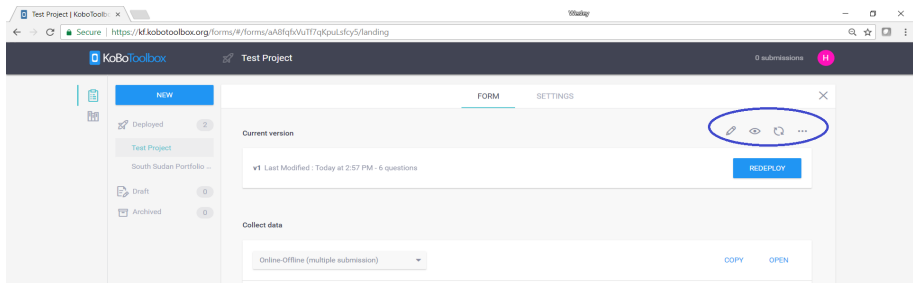 Test Project | KoBoToolbo
Wesley
Secure https://kf.kobotoolbox.org/forms/#/forms/aA8fqfxVuTf7qKpuLsfcy5/landing
KoBoToolbox Test Project 0 submissions H
NEW FORM SETTINGS
Deployed 2 Current version
Test Project
South Sudan Portfolio ... v1 Last Modified : Today at 2:57 PM - 6 questions REDEPLOY
Draft 0
Archived 0
Collect data
Online-Offline (multiple submission) COPY OPEN